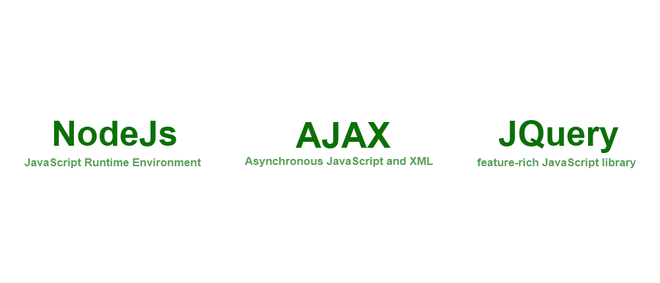 NodeJs
JavaScript Runtime Environment
AJAX
Asynchronous JavaScript and XML
JQuery
feature-rich JavaScript library